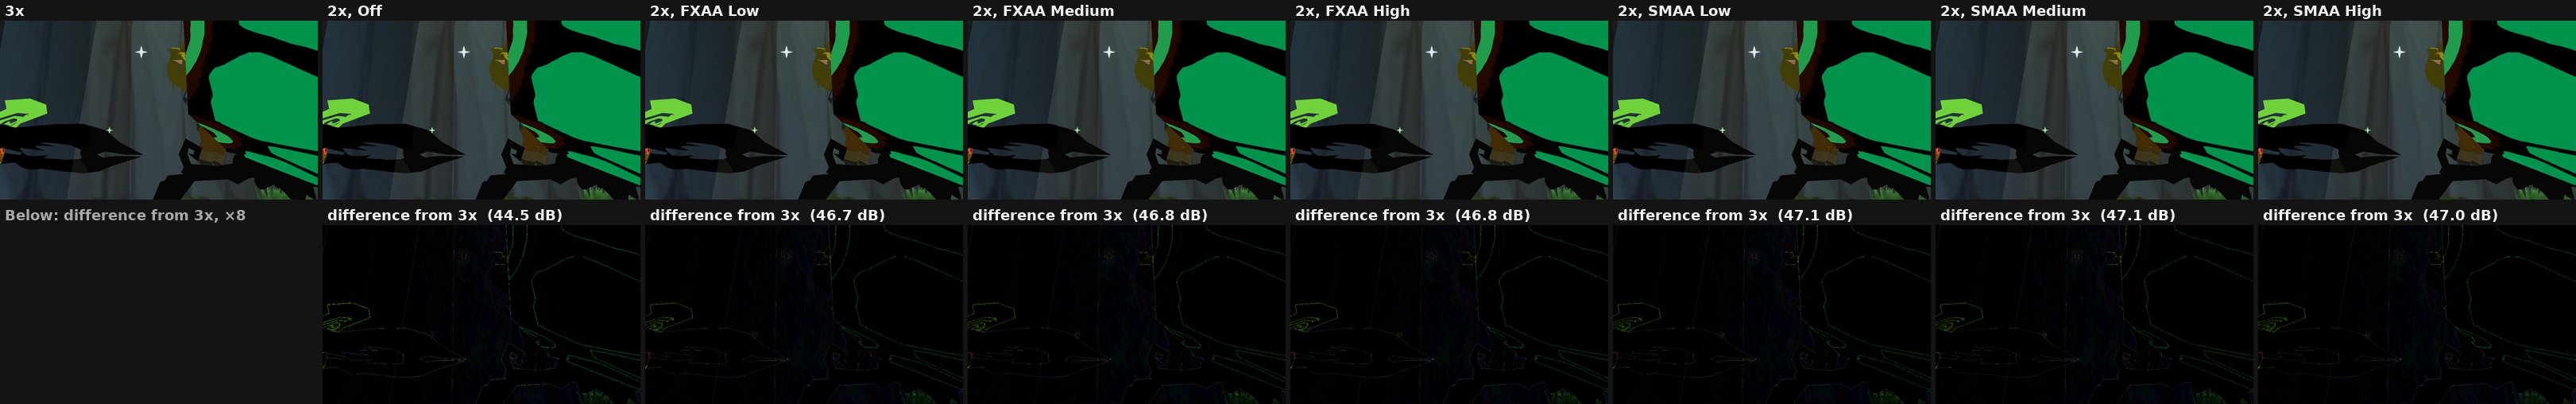 3x
2x, Off
2x, FXAA Low
2x, FXAA Medium
2x, FXAA High
2x, SMAA Low
2x, SMAA Medium
2x, SMAA High
Below: difference from 3x, ×8
difference from 3x (44.5 dB)
difference from 3x (46.7 dB)
difference from 3x (46.8 dB)
difference from 3x (46.8 dB)
difference from 3x (47.1 dB)
difference from 3x (47.1 dB)
difference from 3x (47.0 dB)